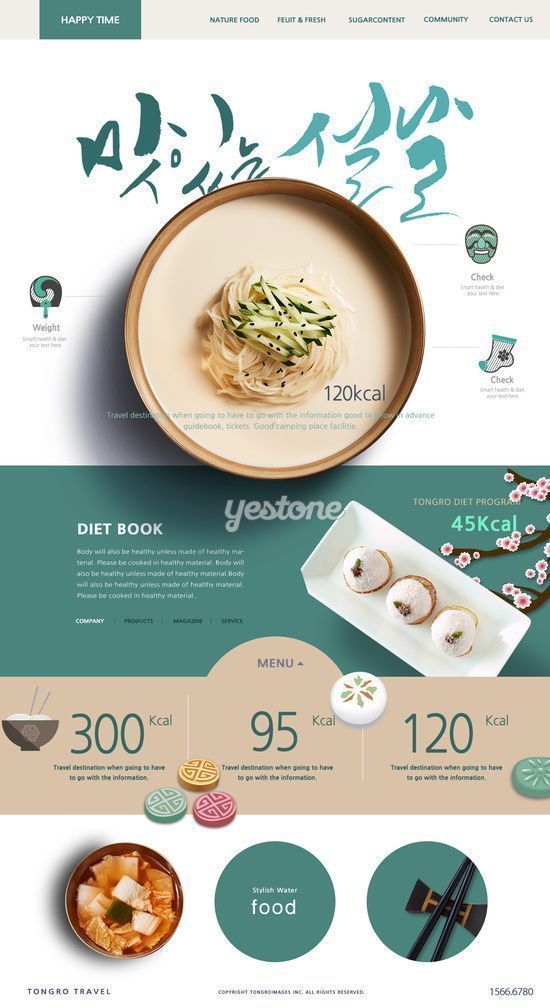 HAPPY TIME
NATURE FOOD
FEUIT & FRESH
SUGARCONTENT
COMMUNITY
CONTACT US
맛있는 설날
Check
Smart health & diet
your text here.
Weight
Smart health & diet
your text here.
Check
Smart health & diet
your text here.
120kcal
Travel destination when going to have to go with the information good to know in advance
guidebook, tickets. Good camping place facilitie.
yestone
TONGRO DIET PROGRAM
45Kcal
DIET BOOK
Body will also be healthy unless made of healthy ma-
terial. Please be cooked in healthy material. Body will
also be healthy unless made of healthy material.Body
will also be healthy unless made of healthy material.
Please be cooked in healthy material..
COMPANY | PRODUCTS | MAGAZINE | SERVICE
MENU
300 Kcal
Travel destination when going to have
to go with the information.
95 Kcal
Travel destination when going to have
to go with the information.
120 Kcal
Travel destination when going to have
to go with the information.
Stylish Water
food
TONGRO TRAVEL
COPYRIGHT TONGROIMAGES INC. ALL RIGHTS RESERVED.
1566.6780